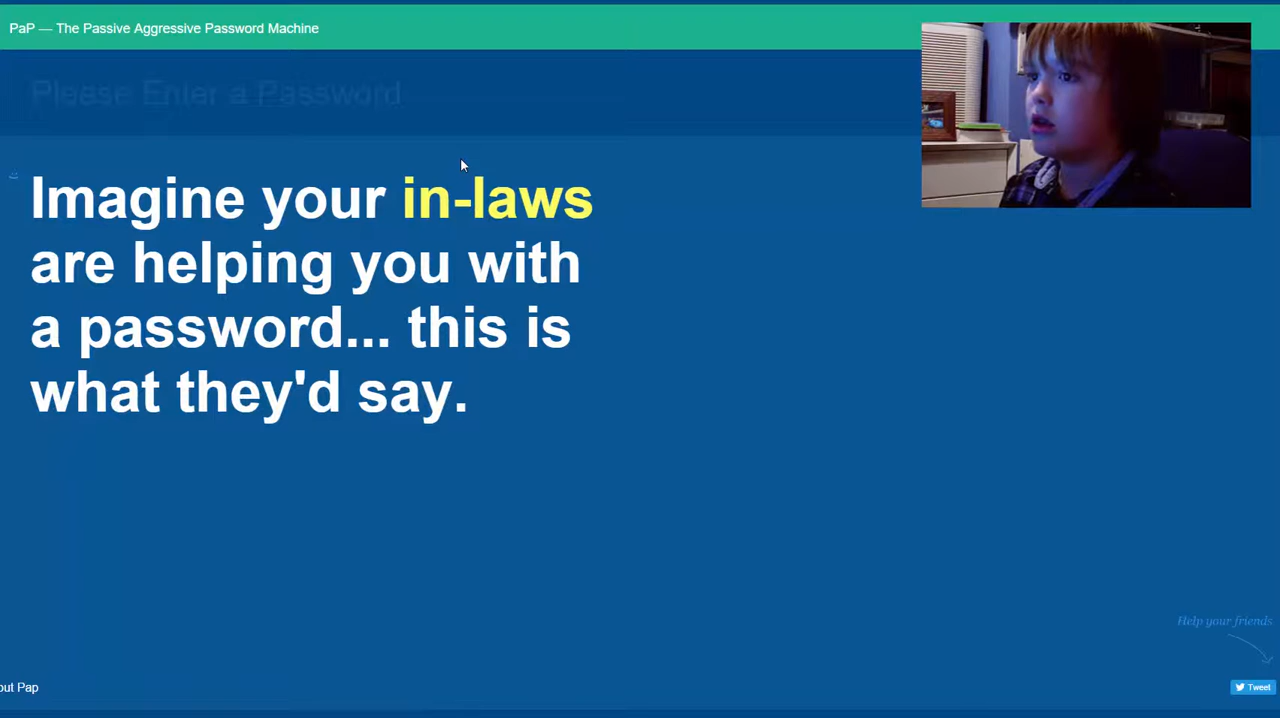 PaP — The Passive Aggressive Password Machine
Please Enter a Password
Imagine your in-laws
are helping you with
a password... this is
what they'd say.
Help your friends
out Pap
Tweet